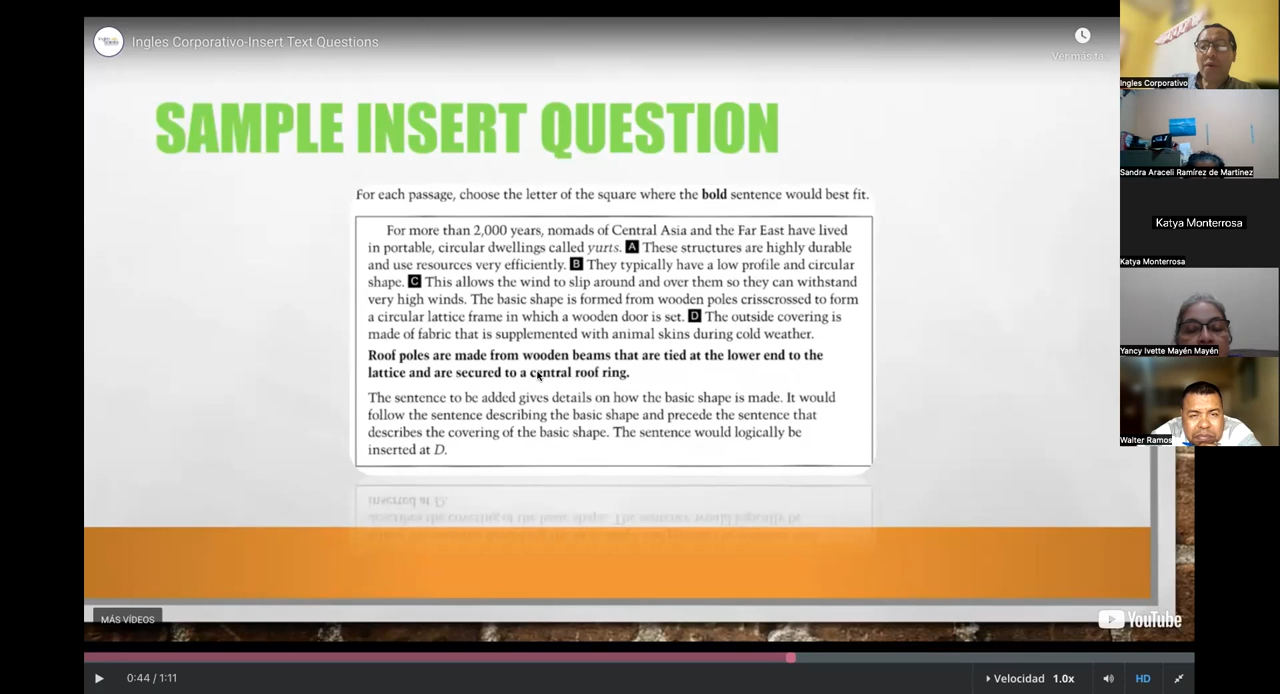 Ingles Corporativo-Insert Text Questions
Ver más ta
SAMPLE INSERT QUESTION
For each passage, choose the letter of the square where the bold sentence would best fit.
For more than 2,000 years, nomads of Central Asia and the Far East have lived
in portable, circular dwellings called yurts. A These structures are highly durable
and use resources very efficiently. B They typically have a low profile and circular
shape. C This allows the wind to slip around and over them so they can withstand
very high winds. The basic shape is formed from wooden poles crisscrossed to form
a circular lattice frame in which a wooden door is set. D The outside covering is
made of fabric that is supplemented with animal skins during cold weather.
Roof poles are made from wooden beams that are tied at the lower end to the
lattice and are secured to a central roof ring.
The sentence to be added gives details on how the basic shape is made. It would
follow the sentence describing the basic shape and precede the sentence that
describes the covering of the basic shape. The sentence would logically be
inserted at D.
MÁS VÍDEOS
YouTube
0:44 / 1:11
Velocidad 1.0x
HD
Ingles Corporativo
Sandra Araceli Ramírez de Martinez
Katya Monterrosa
Katya Monterrosa
Yancy Ivette Mayén Mayén
Walter Ramos